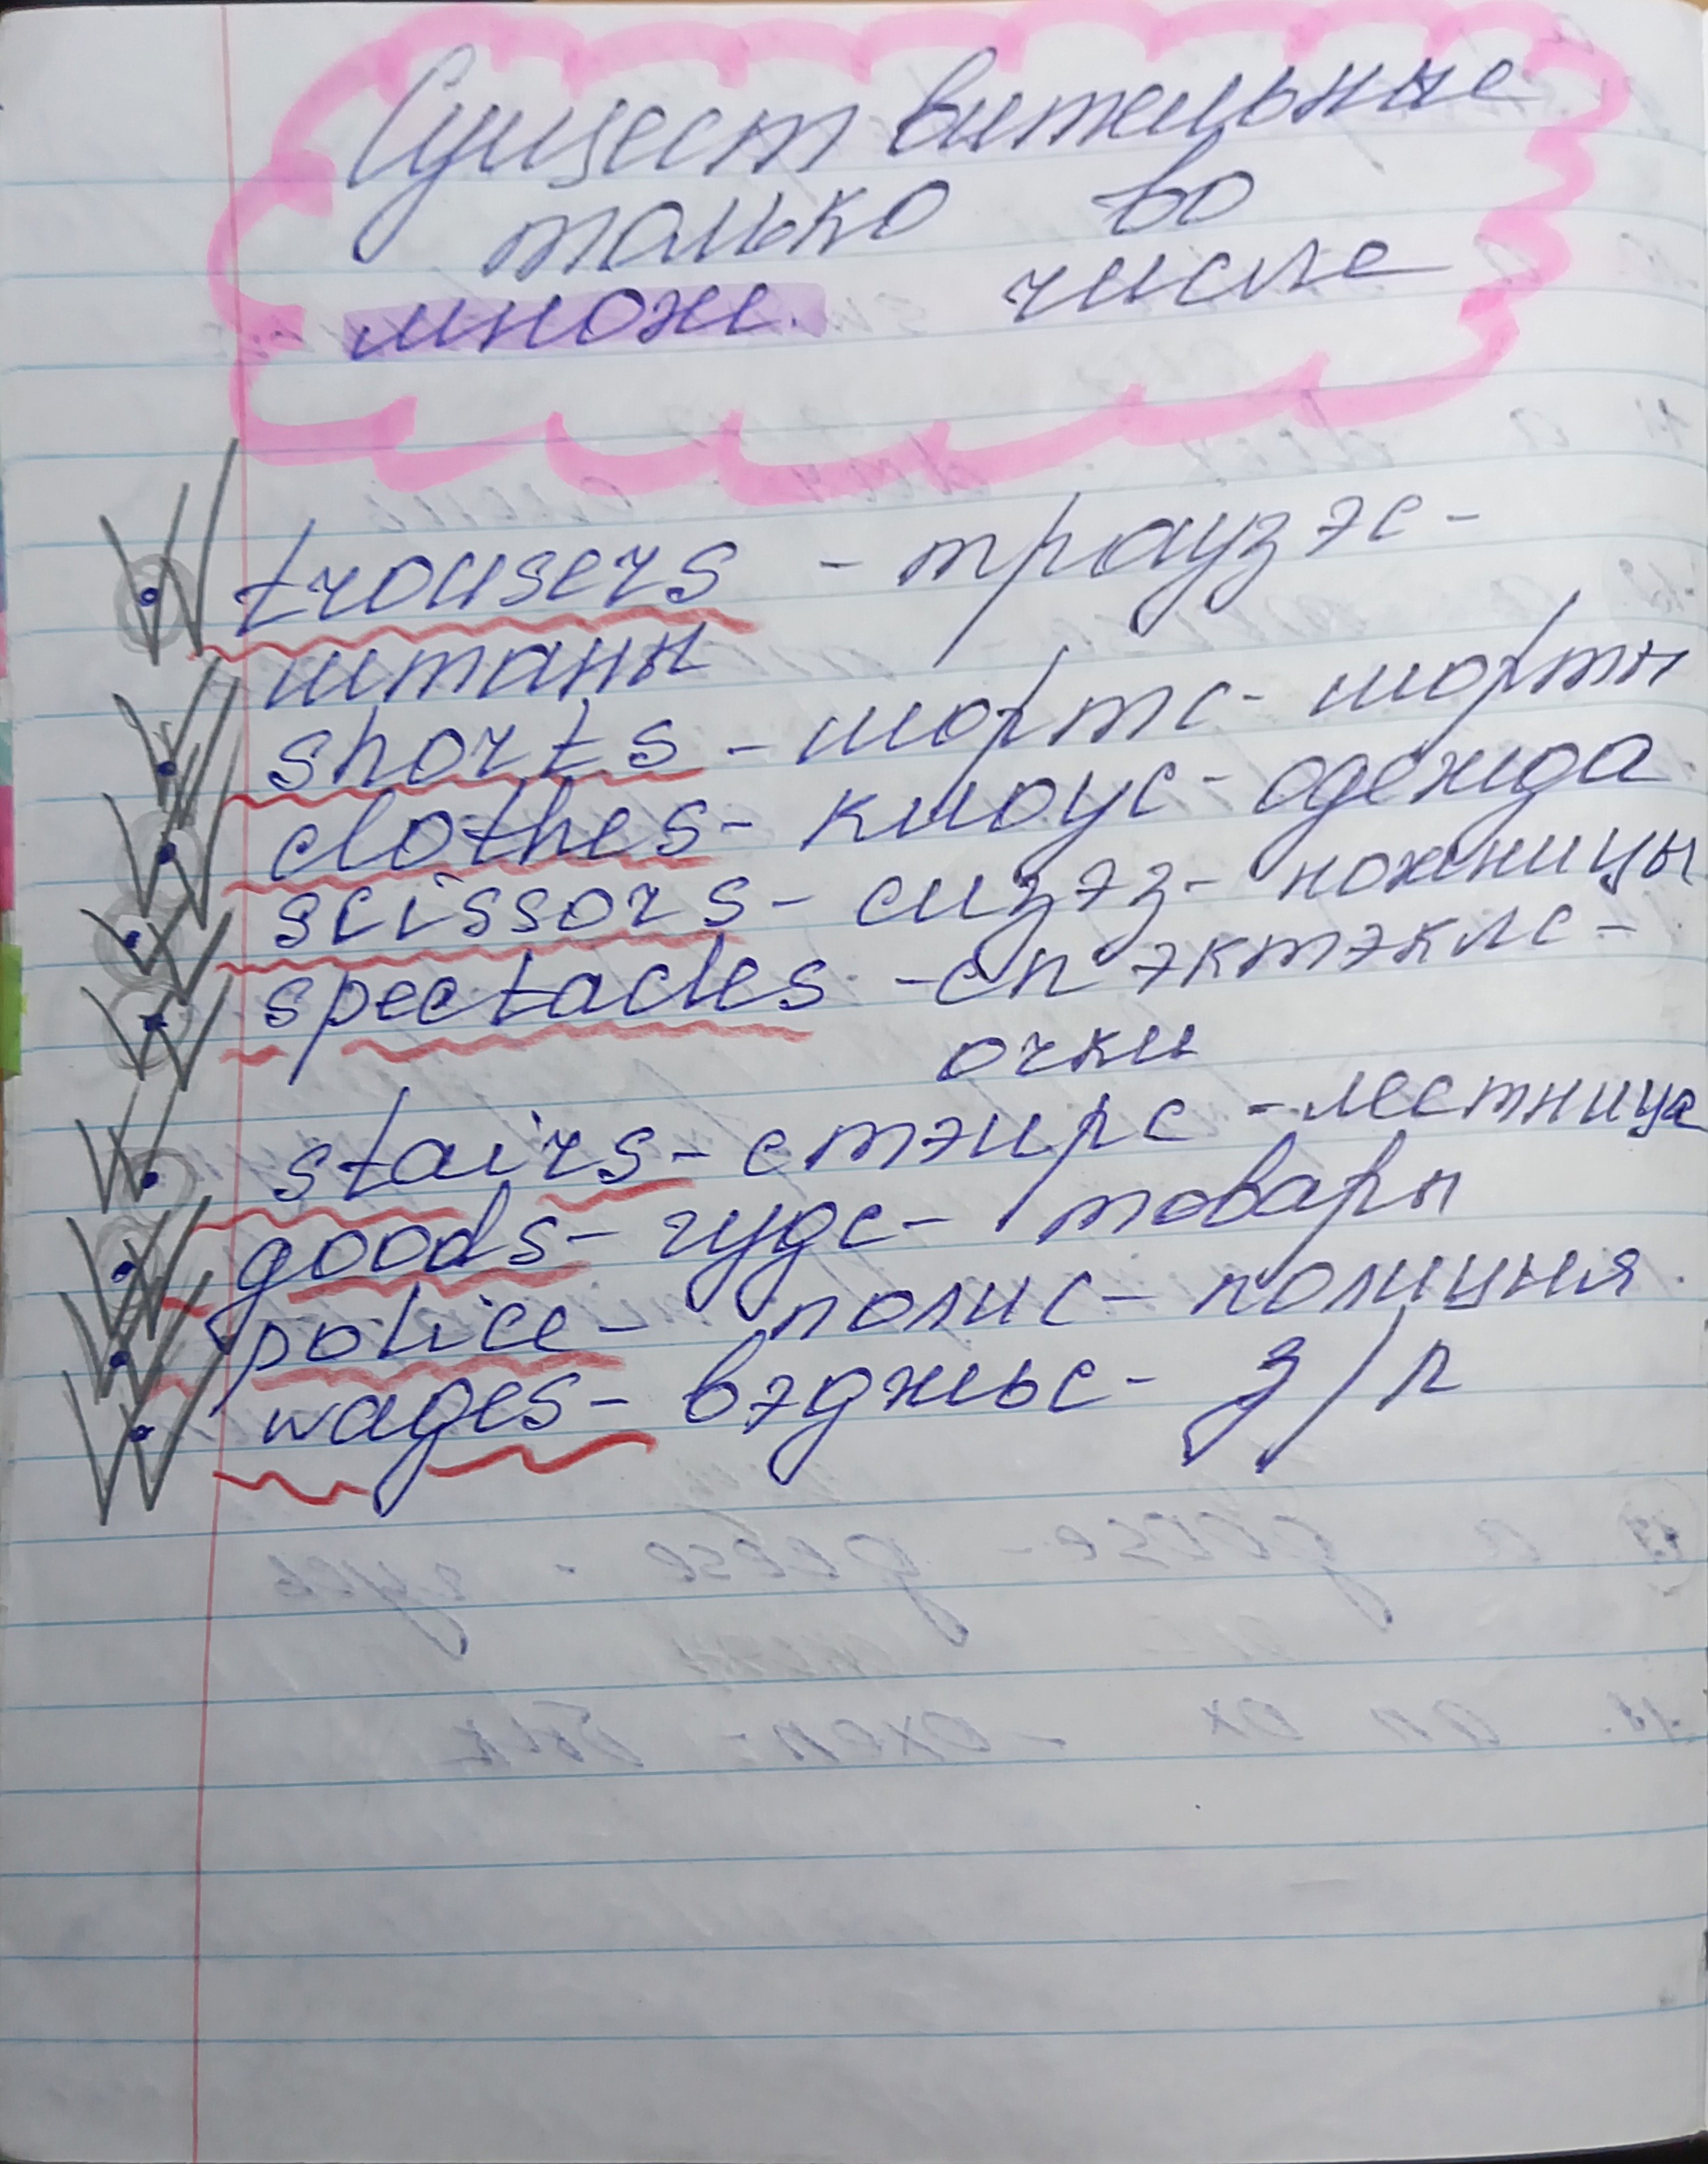 Существительные
только во
множ. числе
trousers - траузэс -
штаны
shorts - шортс - шорты
clothes - клоус - одежда
scissors - сизэз - ножницы
spectacles - спэктэклс -
очки
stairs - стэирс - лестница
goods - гудс - товары
police - полис - полиция
wages - вэджьс - з/п